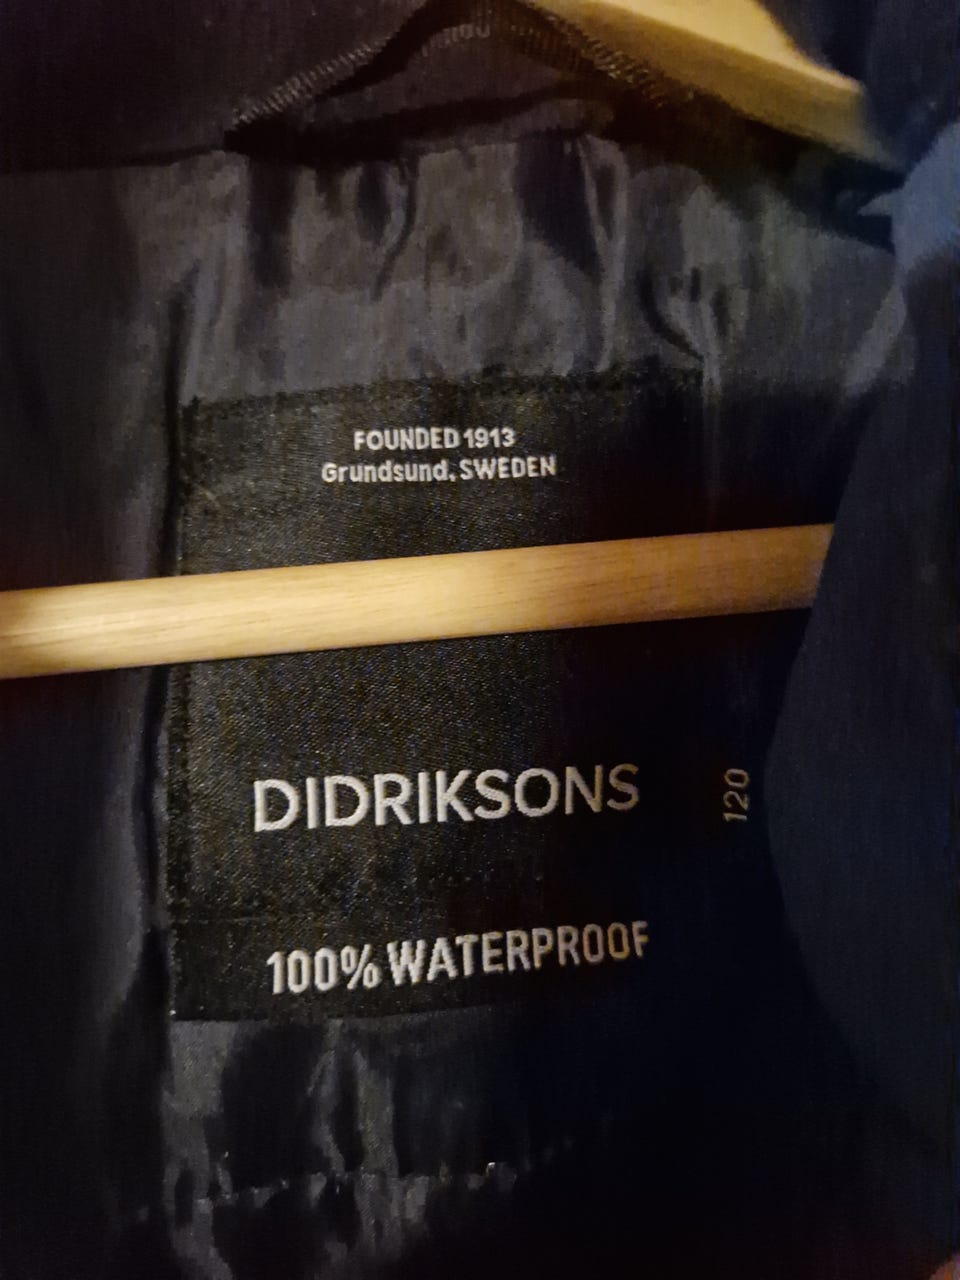 FOUNDED 1913
Grundsund, SWEDEN
DIDRIKSONS
120
100% WATERPROOF